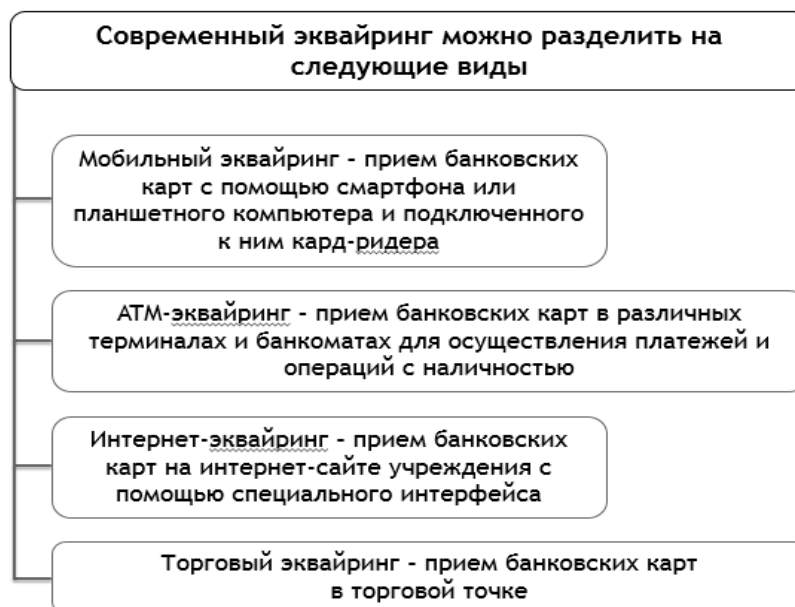 Современный эквайринг можно разделить на
следующие виды
Мобильный эквайринг - прием банковских
карт с помощью смартфона или
планшетного компьютера и подключенного
к ним кард-ридера
АТМ-эквайринг - прием банковских карт в различных
терминалах и банкоматах для осуществления платежей и
операций с наличностью
Интернет-эквайринг - прием банковских
карт на интернет-сайте учреждения с
помощью специального интерфейса
Торговый эквайринг - прием банковских карт
в торговой точке